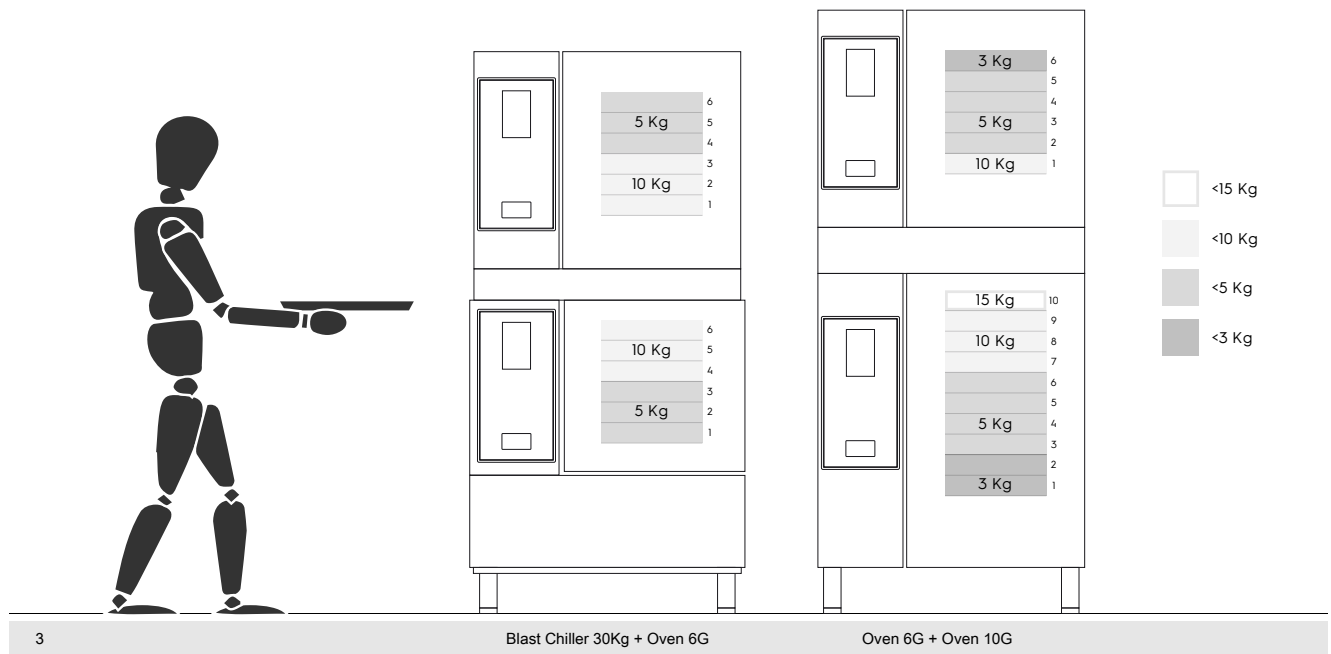 6
5 Kg 5
4
3
10 Kg 2
1
6
10 Kg 5
4
3
5 Kg 2
1
3 Kg 6
5
4
5 Kg 3
2
10 Kg 1
15 Kg 10
9
10 Kg 8
7
6
5
5 Kg 4
3
2
3 Kg 1
<15 Kg
<10 Kg
<5 Kg
<3 Kg
3 Blast Chiller 30Kg + Oven 6G Oven 6G + Oven 10G